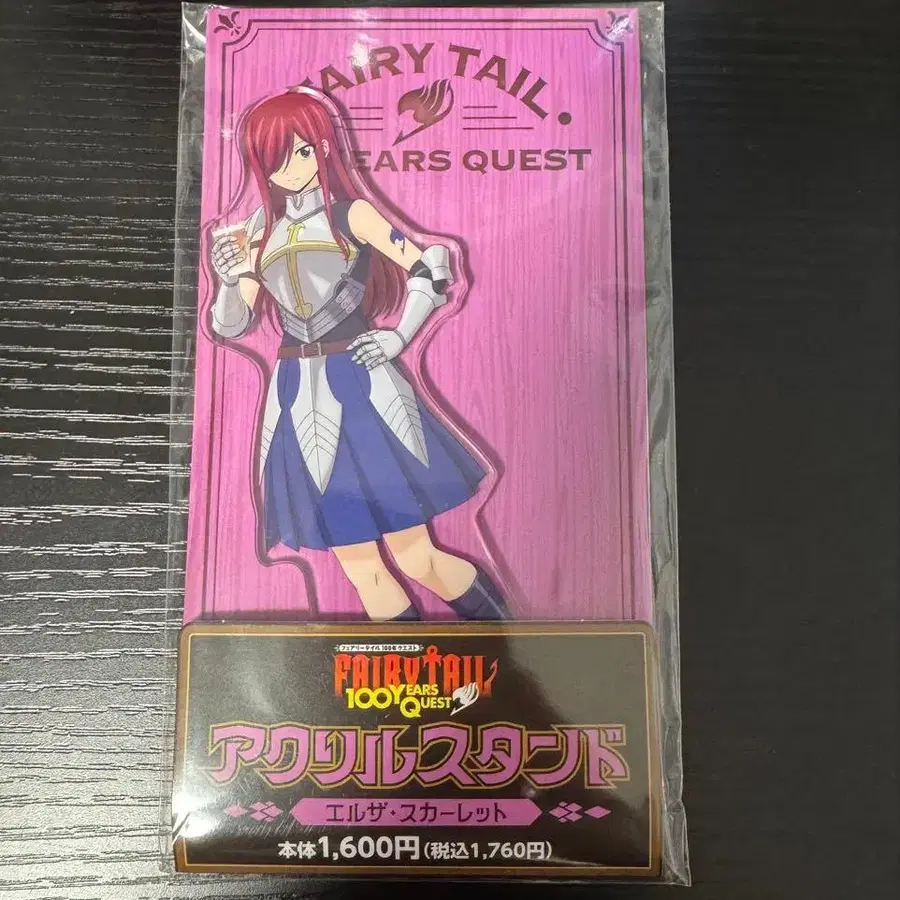 FAIRY TAIL.
YEARS QUEST
フェアリーテイル 100年クエスト
FAIRY TAIL
100 YEARS
QUEST
アクリルスタンド
エルザ・スカーレット
本体1,600円(税込1,760円)